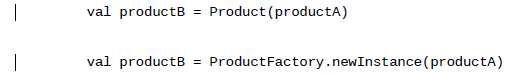 | val productB = Product(productA)
| val productB = ProductFactory.newInstance(productA)